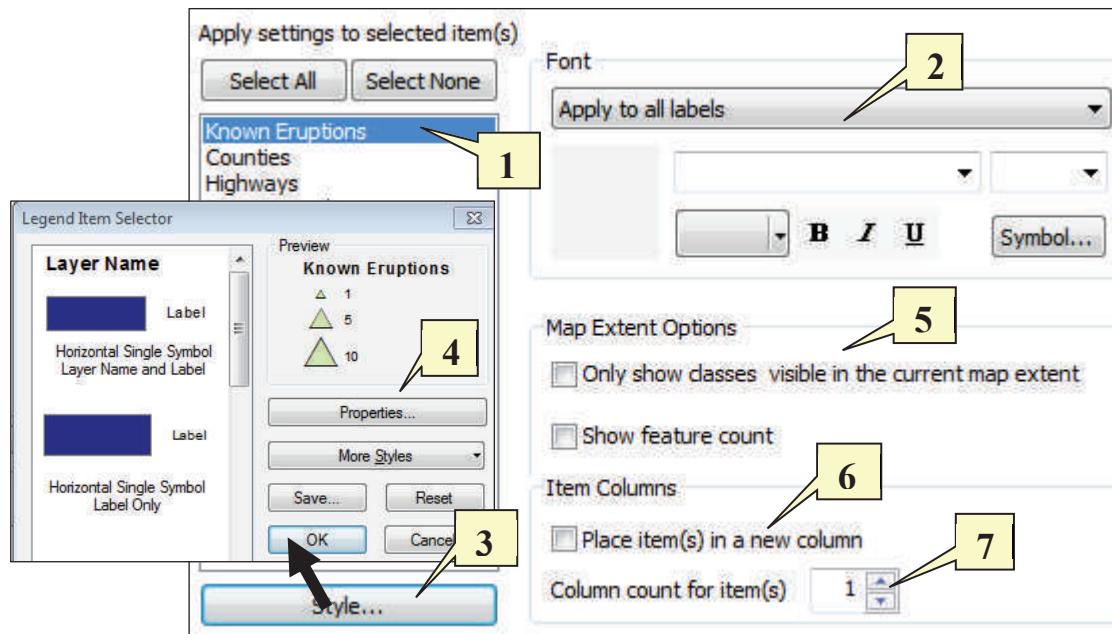 Apply settings to selected item(s)
Select All
Select None
Known Eruptions
Counties
Highways
1
Font
2
Apply to all labels
B I U
Symbol...
Legend Item Selector
Layer Name
Label
Horizontal Single Symbol
Layer Name and Label
Label
Horizontal Single Symbol
Label Only
Preview
Known Eruptions
1
5
10
4
Properties...
More Styles
Save...
Reset
OK
Cancel
3
Style...
Map Extent Options
5
Only show classes visible in the current map extent
Show feature count
Item Columns
6
Place item(s) in a new column
Column count for item(s)
1
7